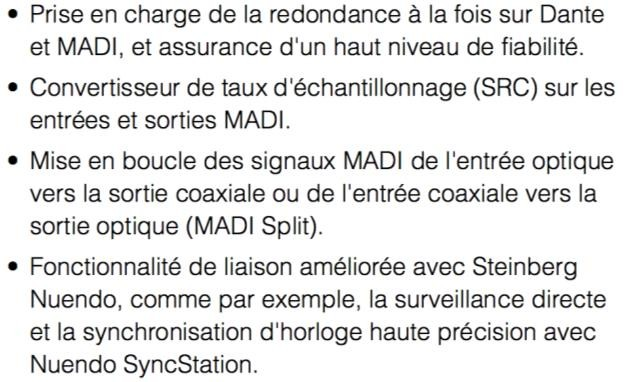 • Prise en charge de la redondance à la fois sur Dante
et MADI, et assurance d'un haut niveau de fiabilité.
• Convertisseur de taux d'échantillonnage (SRC) sur les
entrées et sorties MADI.
• Mise en boucle des signaux MADI de l'entrée optique
vers la sortie coaxiale ou de l'entrée coaxiale vers la
sortie optique (MADI Split).
• Fonctionnalité de liaison améliorée avec Steinberg
Nuendo, comme par exemple, la surveillance directe
et la synchronisation d'horloge haute précision avec
Nuendo SyncStation.